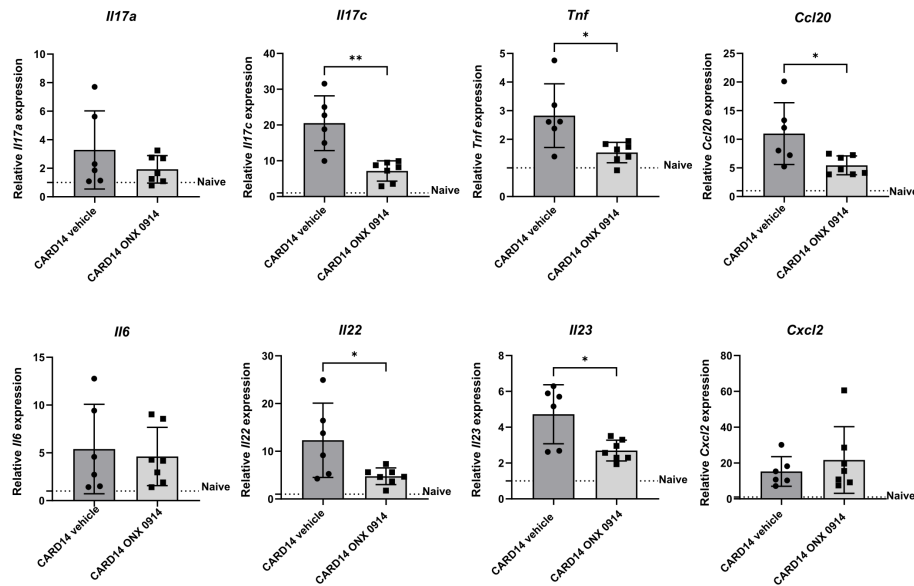 Il17a
Relative Il17a expression
10
8
6
4
2
0
Naive
CARD14 vehicle
CARD14 ONX 0914
Il17c
Relative Il17c expression
40
30
20
10
0
**
Naive
CARD14 vehicle
CARD14 ONX 0914
Tnf
Relative Tnf expression
5
4
3
2
1
0
*
Naive
CARD14 vehicle
CARD14 ONX 0914
Ccl20
Relative Ccl20 expression
25
20
15
10
5
0
*
Naive
CARD14 vehicle
CARD14 ONX 0914
Il6
Relative Il6 expression
15
10
5
0
Naive
CARD14 vehicle
CARD14 ONX 0914
Il22
Relative Il22 expression
30
20
10
0
*
Naive
CARD14 vehicle
CARD14 ONX 0914
Il23
Relative Il23 expression
8
6
4
2
0
*
Naive
CARD14 vehicle
CARD14 ONX 0914
Cxcl2
Relative Cxcl2 expression
80
60
40
20
0
Naive
CARD14 vehicle
CARD14 ONX 0914